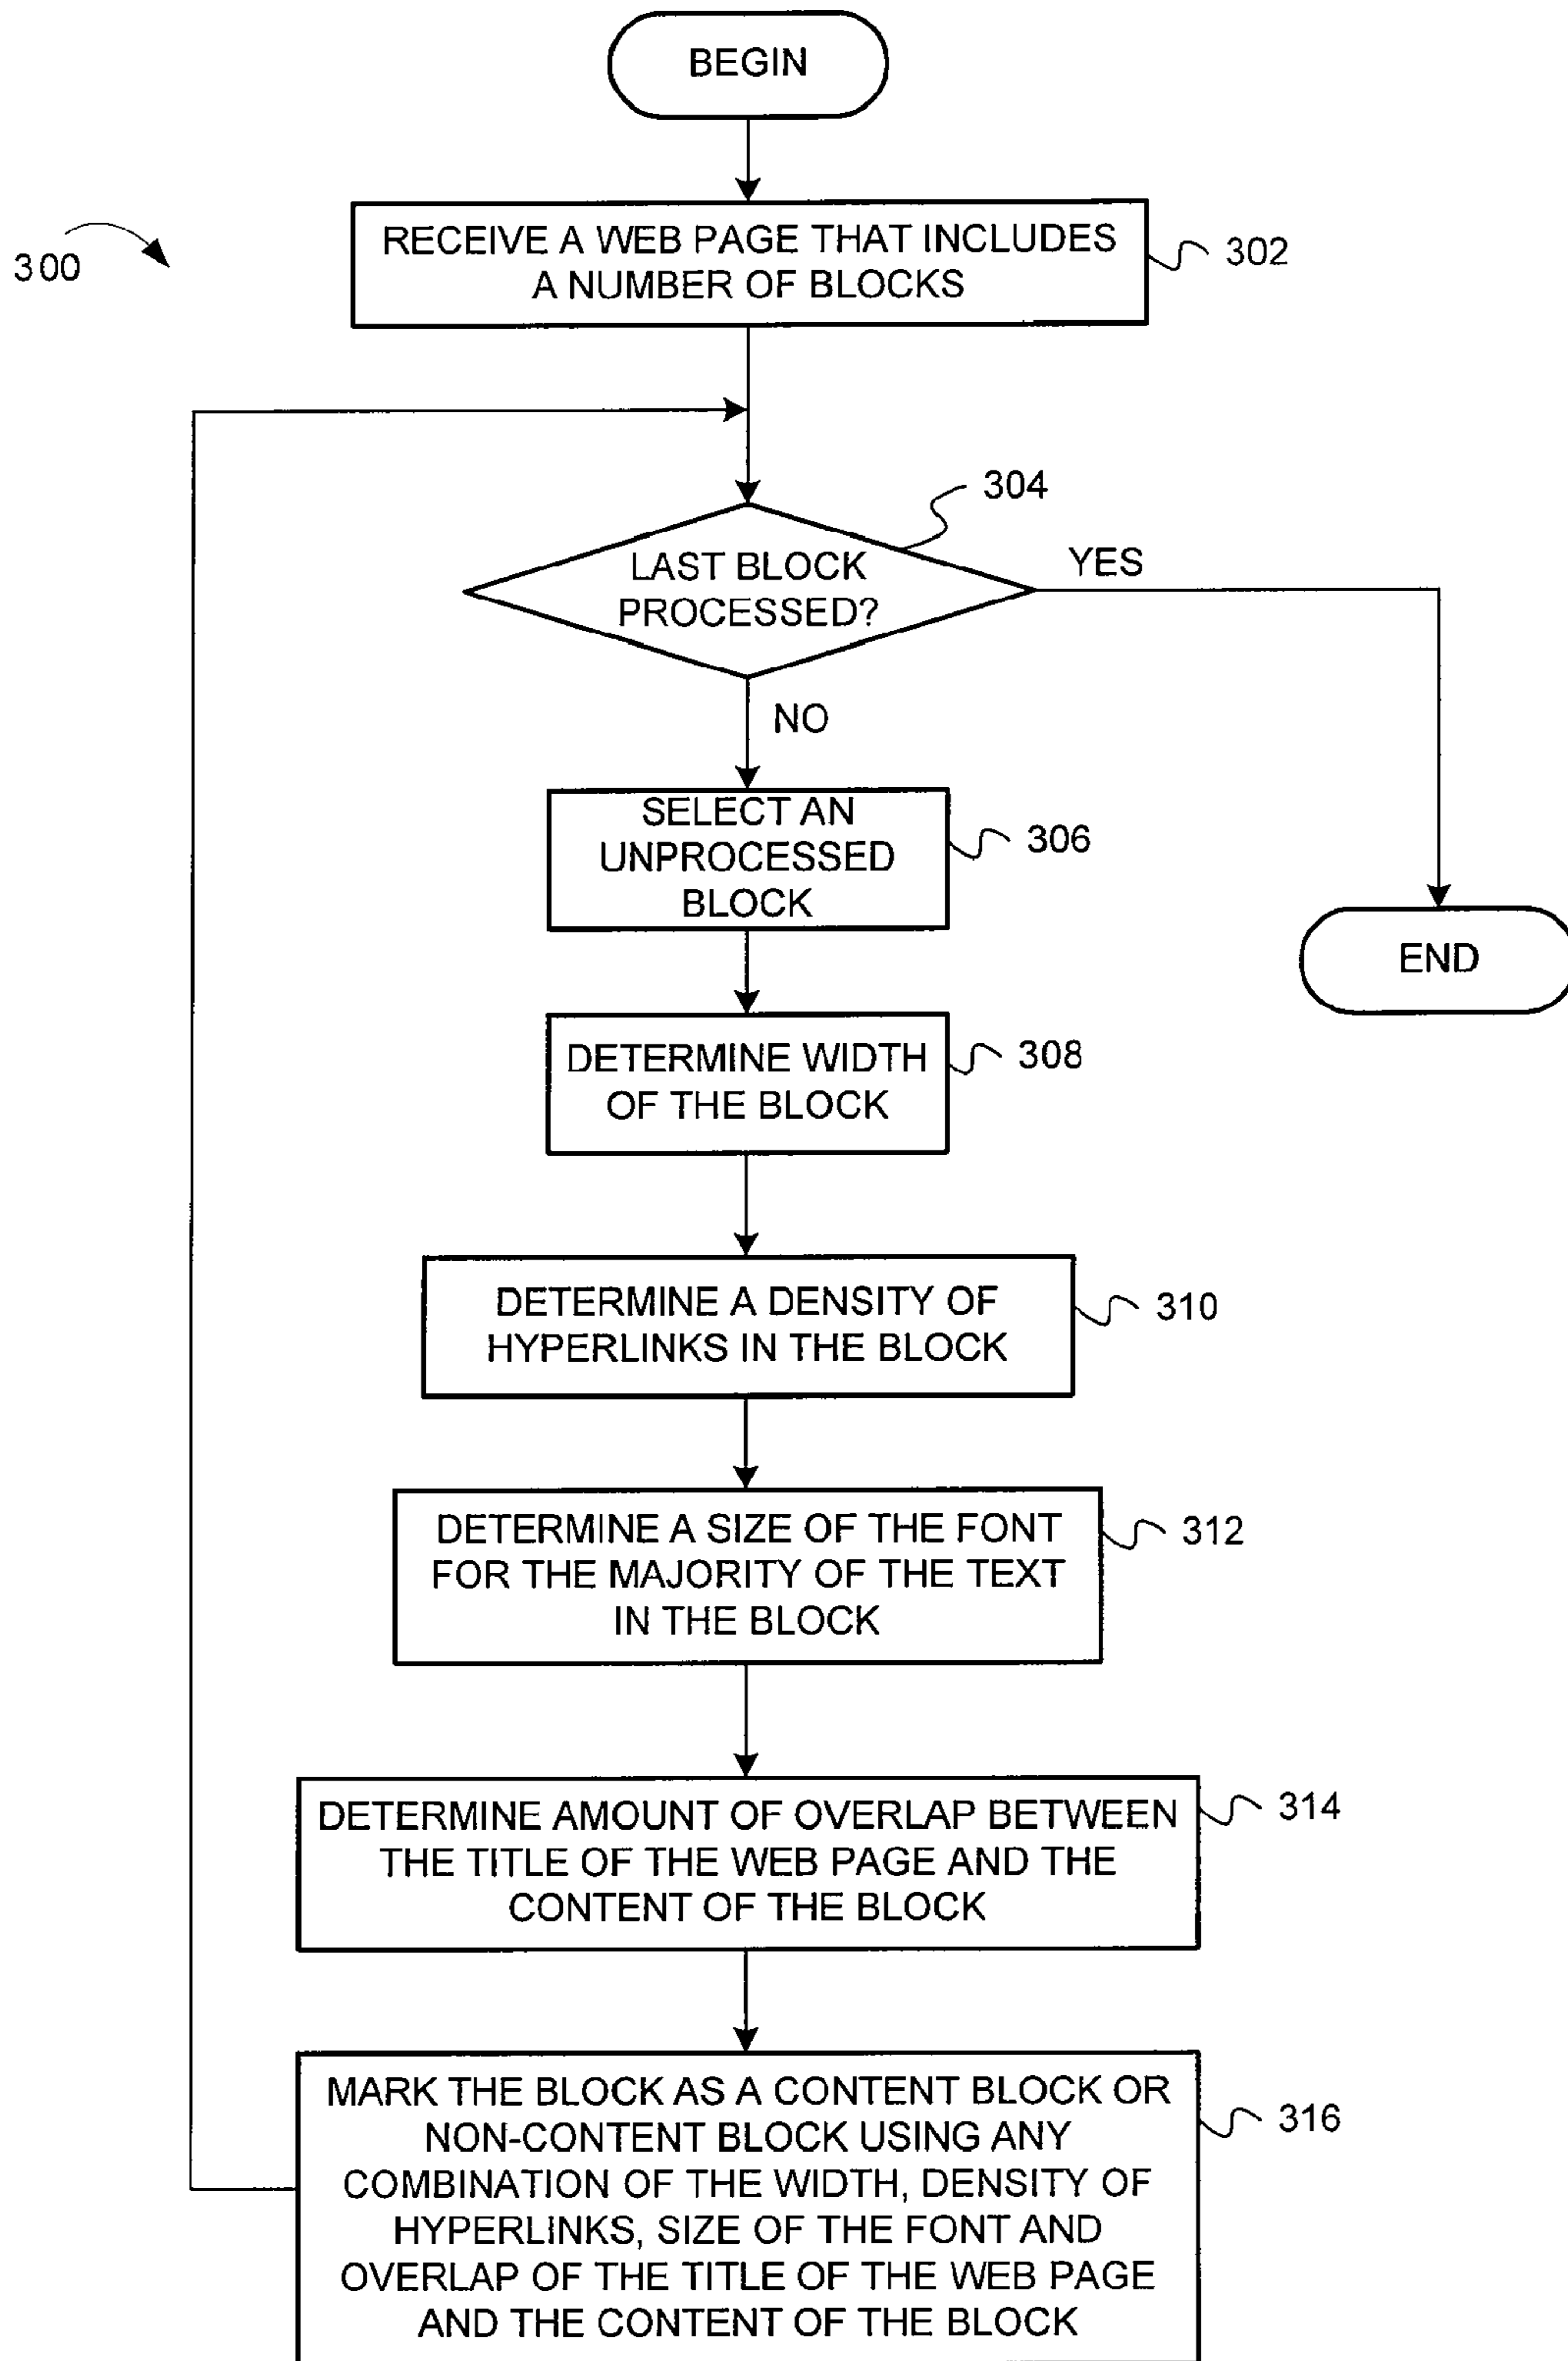 BEGIN
300
RECEIVE A WEB PAGE THAT INCLUDES
A NUMBER OF BLOCKS
302
304
LAST BLOCK
PROCESSED?
YES
NO
SELECT AN
UNPROCESSED
BLOCK
306
END
DETERMINE WIDTH
OF THE BLOCK
308
DETERMINE A DENSITY OF
HYPERLINKS IN THE BLOCK
310
DETERMINE A SIZE OF THE FONT
FOR THE MAJORITY OF THE TEXT
IN THE BLOCK
312
DETERMINE AMOUNT OF OVERLAP BETWEEN
THE TITLE OF THE WEB PAGE AND THE
CONTENT OF THE BLOCK
314
MARK THE BLOCK AS A CONTENT BLOCK OR
NON-CONTENT BLOCK USING ANY
COMBINATION OF THE WIDTH, DENSITY OF
HYPERLINKS, SIZE OF THE FONT AND
OVERLAP OF THE TITLE OF THE WEB PAGE
AND THE CONTENT OF THE BLOCK
316